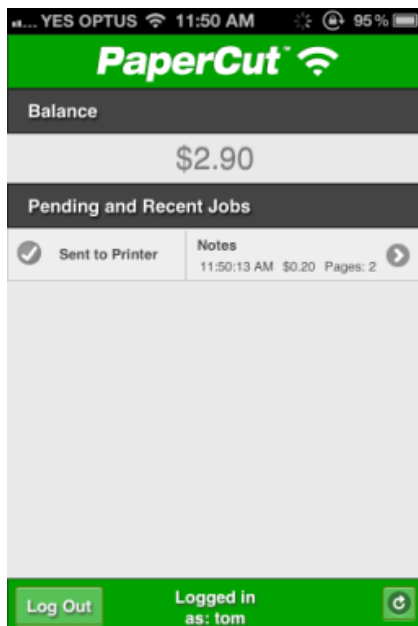 YES OPTUS 11:50 AM 95%
PaperCut™
Balance
$2.90
Pending and Recent Jobs
Sent to Printer
Notes
11:50:13 AM $0.20 Pages: 2
Log Out
Logged in
as: tom